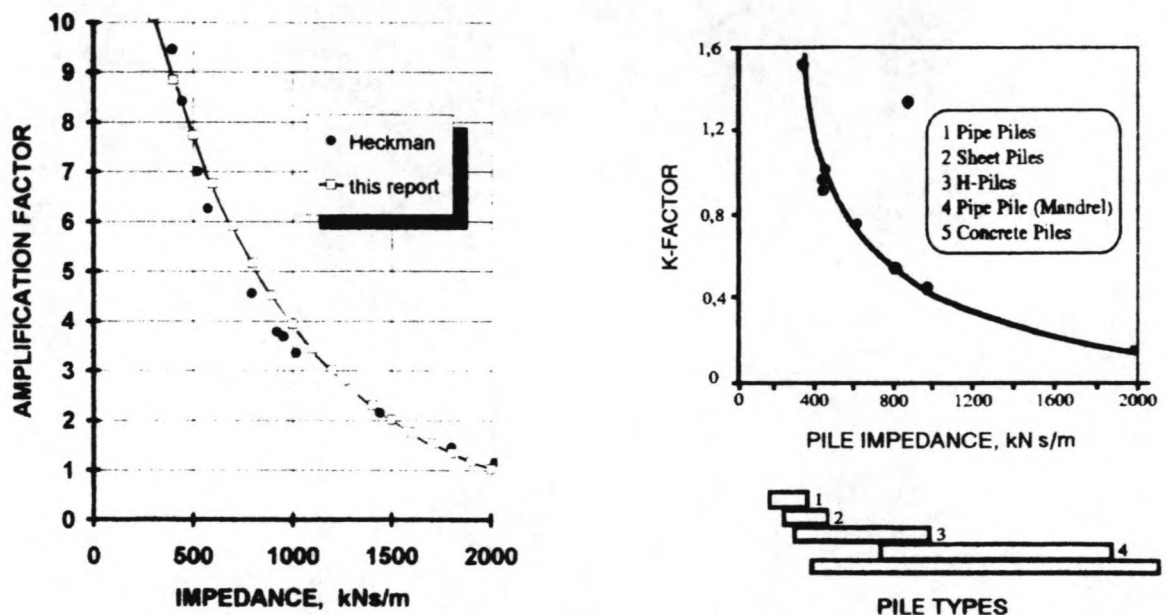 10
9
8
7
6
5
4
3
2
1
0
AMPLIFICATION FACTOR
Heckman
this report
0 500 1000 1500 2000
IMPEDANCE, kNs/m
1,6
1,2
0,8
0,4
0
K-FACTOR
1 Pipe Piles
2 Sheet Piles
3 H-Piles
4 Pipe Pile (Mandrel)
5 Concrete Piles
0 400 800 1200 1600 2000
PILE IMPEDANCE, kN s/m
1
2
3
4
PILE TYPES